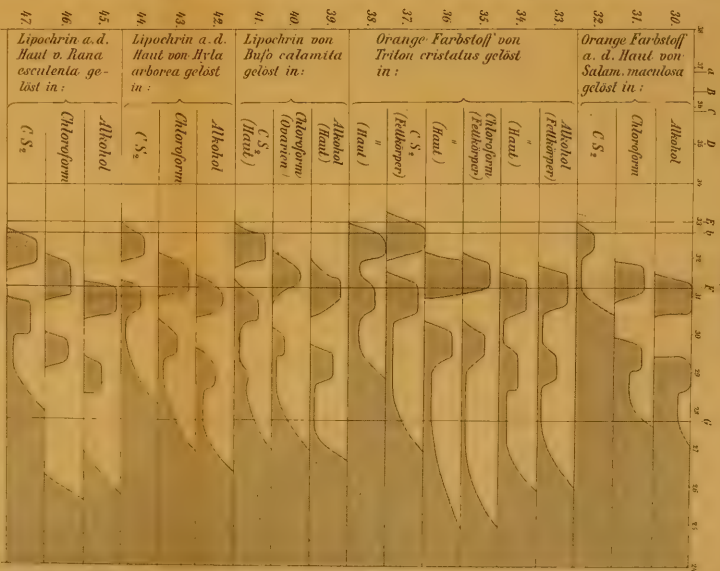 47.
46.
45.
44.
43.
42.
41.
40.
39.
38.
37.
36.
35.
34.
33.
32.
31.
30.
Lipochrin a. d.
Haut v. Rana
esculenta ge-
löst in:
Lipochrin a. d.
Haut von Hyla
arborea gelöst
in:
Lipochrin von
Bufo calamita
gelöst in:
Orange Farbstoff von
Triton cristatus gelöst
in:
Orange Farbstoff
a. d. Haut von
Salam. maculosa
gelöst in:
C S₂
Chloroform
Alkohol
C S₂
Chloroform
Alkohol
C S₂
(Haut)
Chloroform
(Ovarien)
Alkohol
(Haut)
"
(Haut)
C S₂
(Fettkörper)
"
(Haut)
Chloroform
(Fettkörper)
"
(Haut)
Alkohol
(Fettkörper)
C S₂
Chloroform
Alkohol
a
B
C
D
E
b
F
G